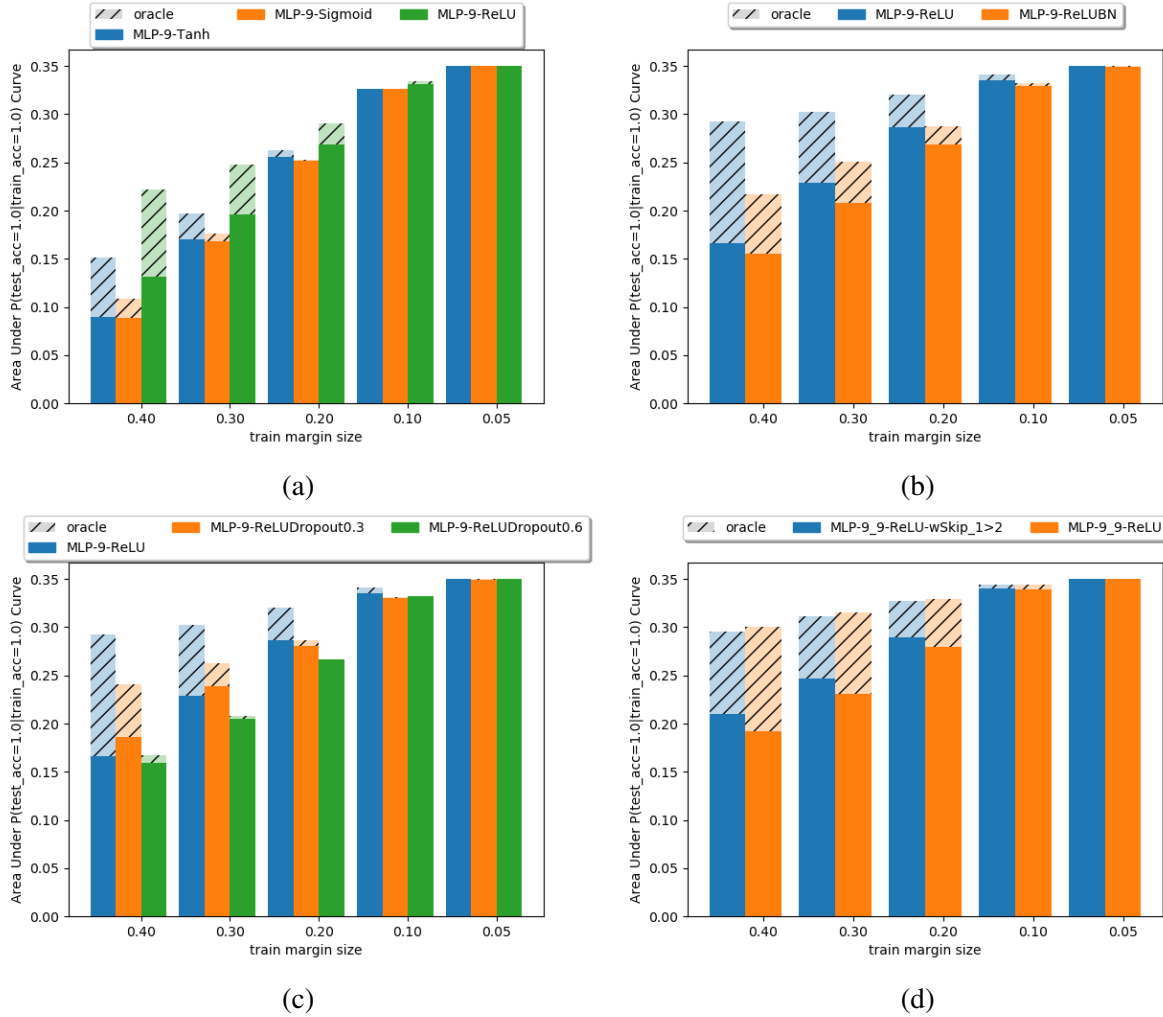 oracle
MLP-9-Tanh
MLP-9-Sigmoid
MLP-9-ReLU
Area Under P(test_acc=1.0|train_acc=1.0) Curve
0.35
0.30
0.25
0.20
0.15
0.10
0.05
0.00
0.40 0.30 0.20 0.10 0.05
train margin size
(a)
oracle MLP-9-ReLU MLP-9-ReLUBN
Area Under P(test_acc=1.0|train_acc=1.0) Curve
0.35
0.30
0.25
0.20
0.15
0.10
0.05
0.00
0.40 0.30 0.20 0.10 0.05
train margin size
(b)
oracle
MLP-9-ReLU
MLP-9-ReLUDropout0.3
MLP-9-ReLUDropout0.6
Area Under P(test_acc=1.0|train_acc=1.0) Curve
0.35
0.30
0.25
0.20
0.15
0.10
0.05
0.00
0.40 0.30 0.20 0.10 0.05
train margin size
(c)
oracle MLP-9_9-ReLU-wSkip_1>2 MLP-9_9-ReLU
Area Under P(test_acc=1.0|train_acc=1.0) Curve
0.35
0.30
0.25
0.20
0.15
0.10
0.05
0.00
0.40 0.30 0.20 0.10 0.05
train margin size
(d)